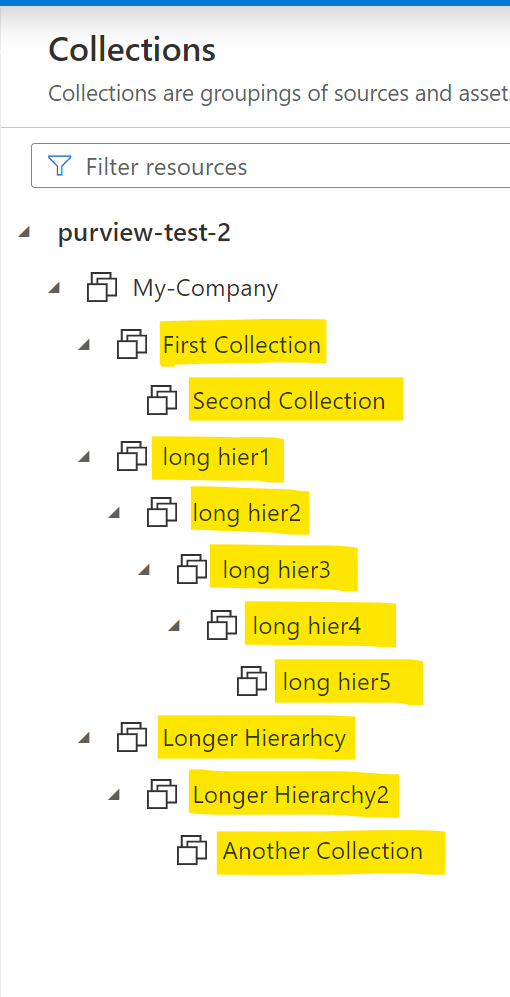 Collections
Collections are groupings of sources and asset
Filter resources
purview-test-2
My-Company
First Collection
Second Collection
long hier1
long hier2
long hier3
long hier4
long hier5
Longer Hierarhcy
Longer Hierarchy2
Another Collection